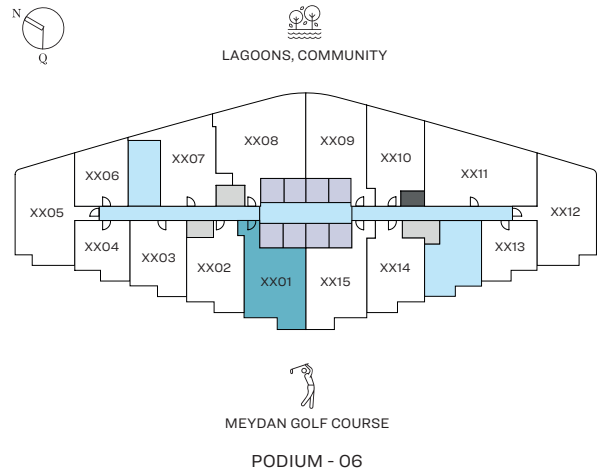 N
Q
LAGOONS, COMMUNITY
XX08
XX09
XX07
XX10
XX06
XX11
XX05
XX12
XX04
XX03
XX02
XX01
XX15
XX14
XX13
MEYDAN GOLF COURSE
PODIUM - 06